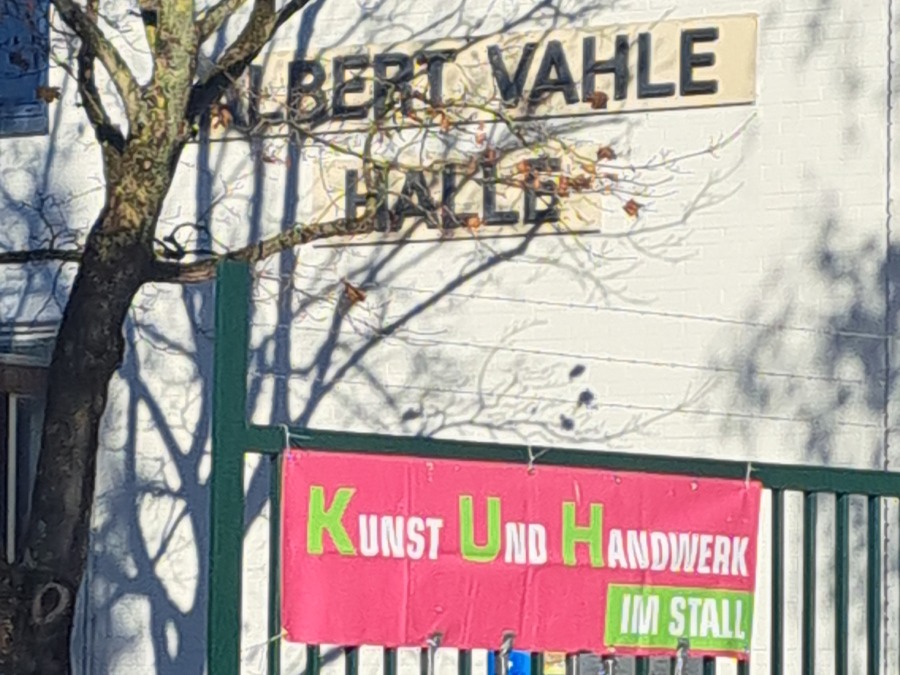 ALBERT VAHLE
HALLE
KUNST UND HANDWERK
IM STALL